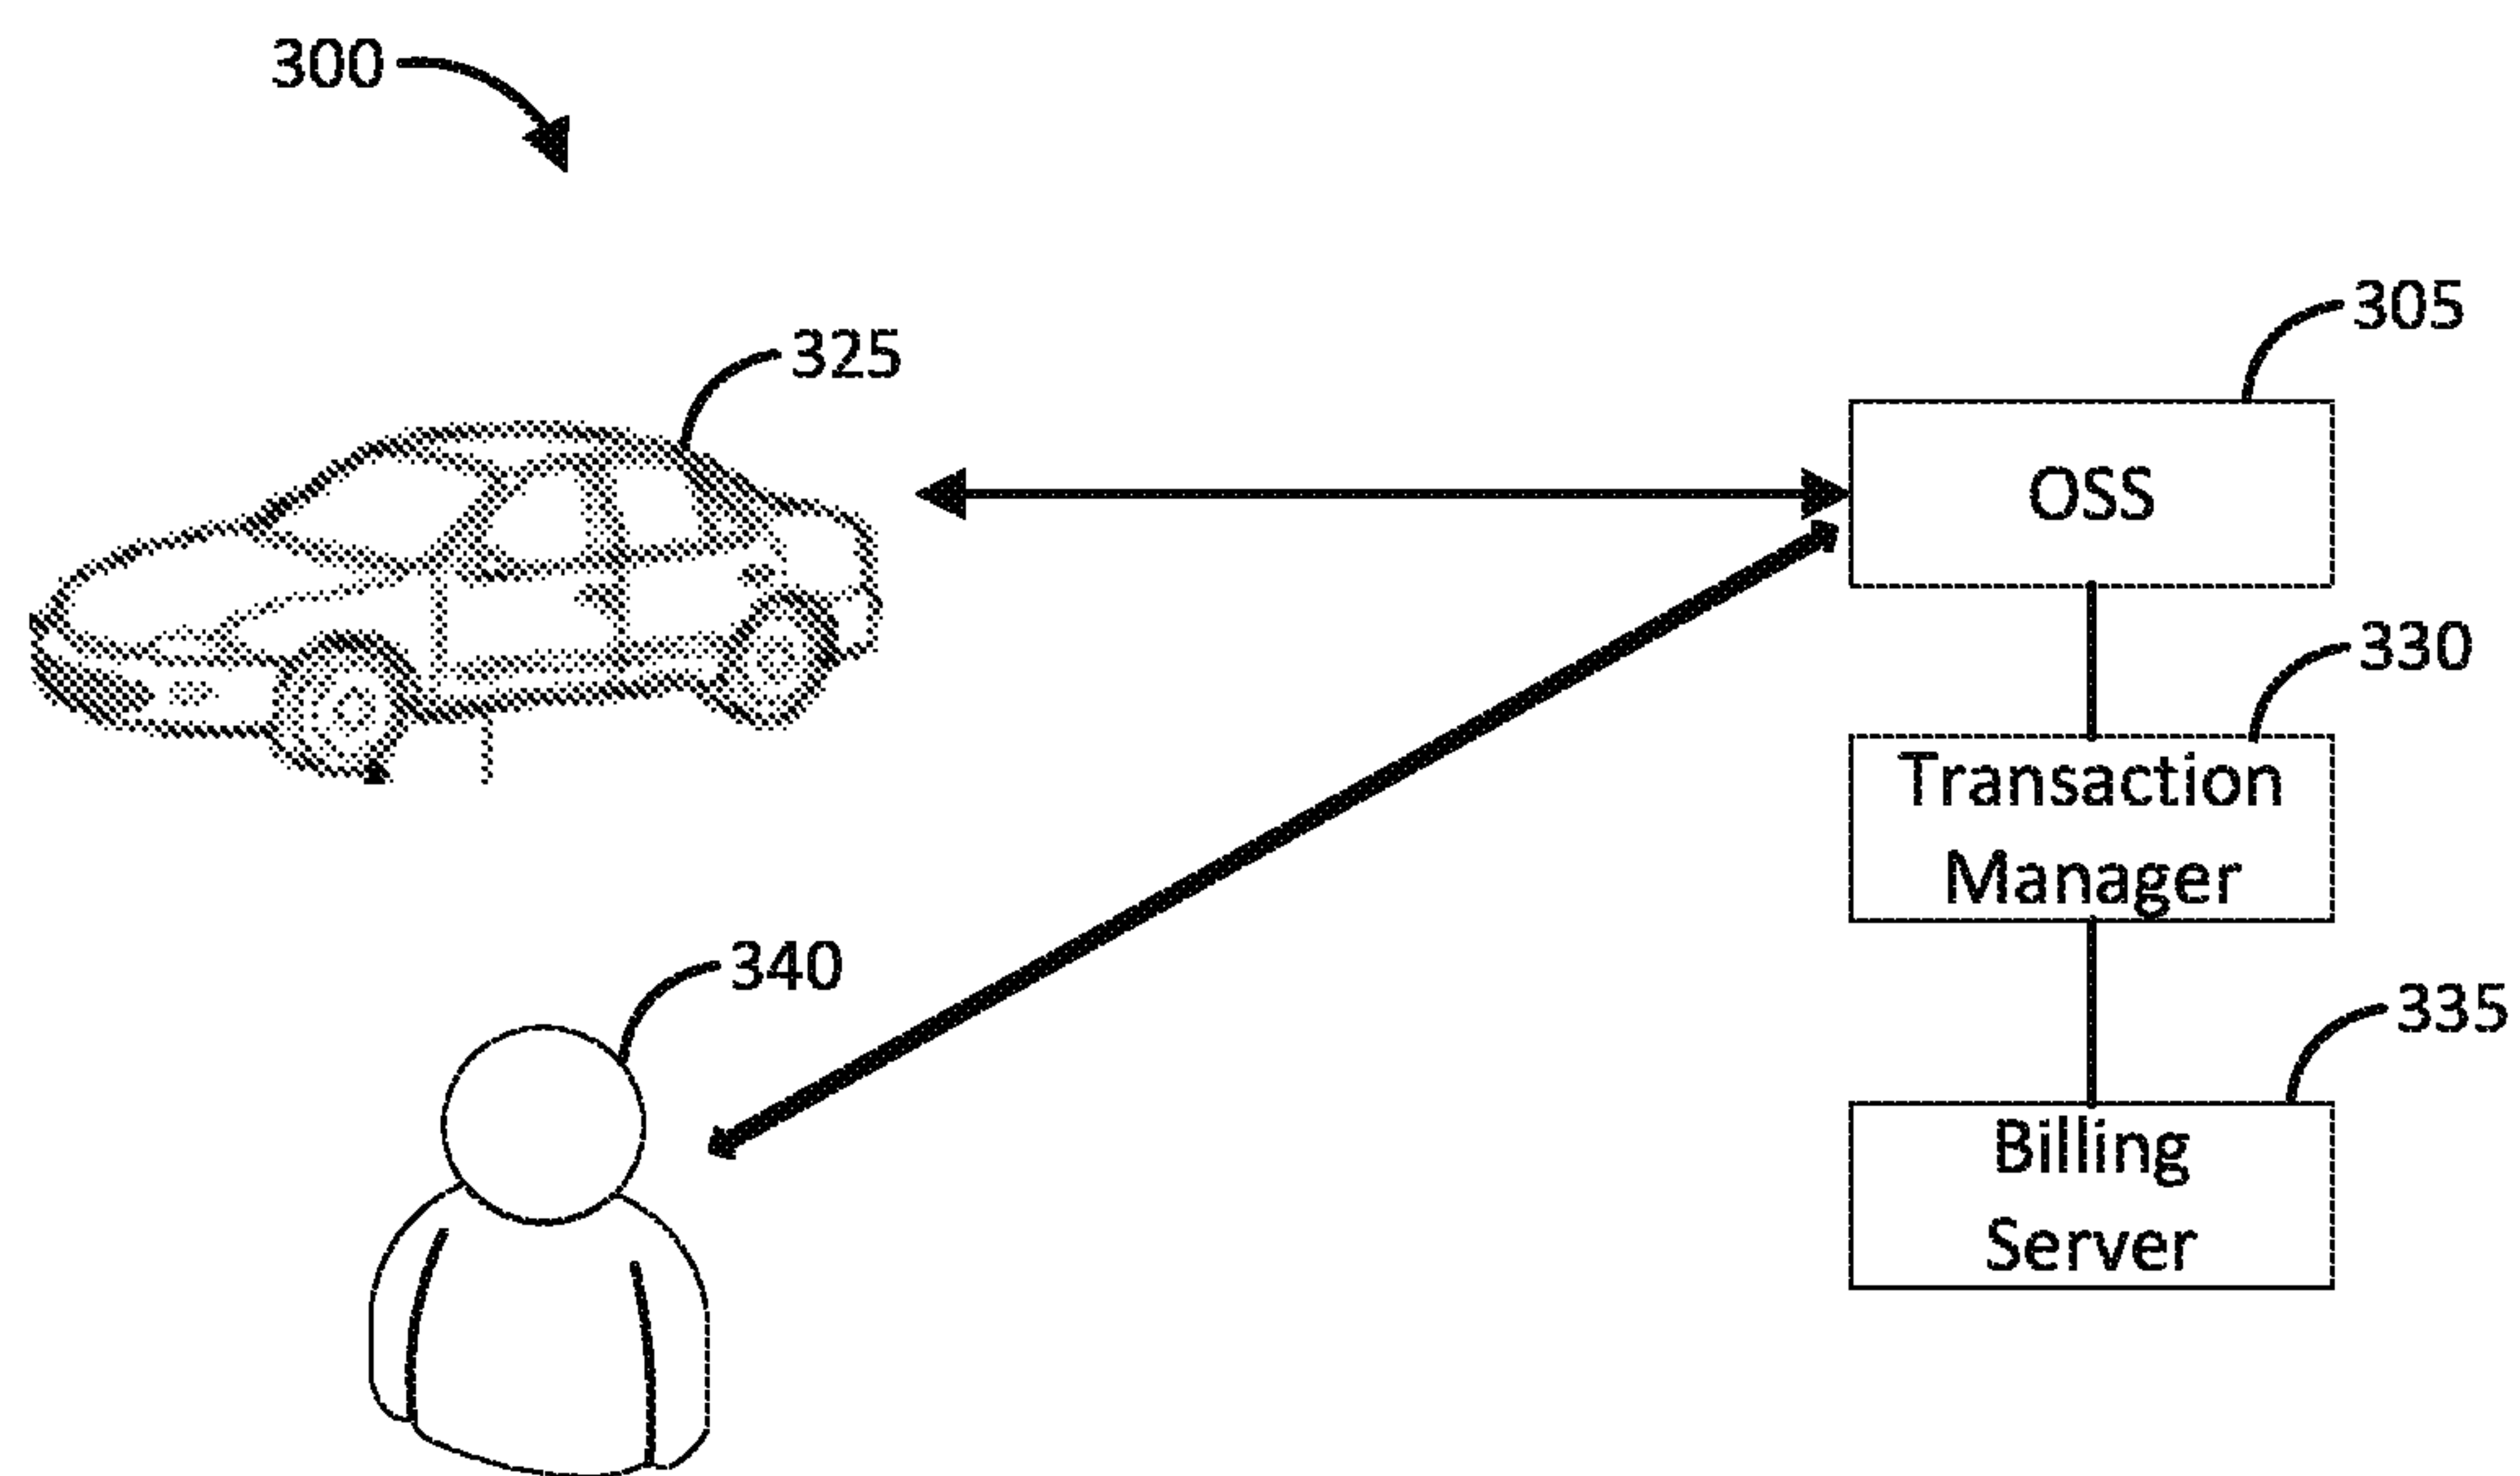 300
305
325
OSS
330
Transaction
Manager
340
335
Billing
Server